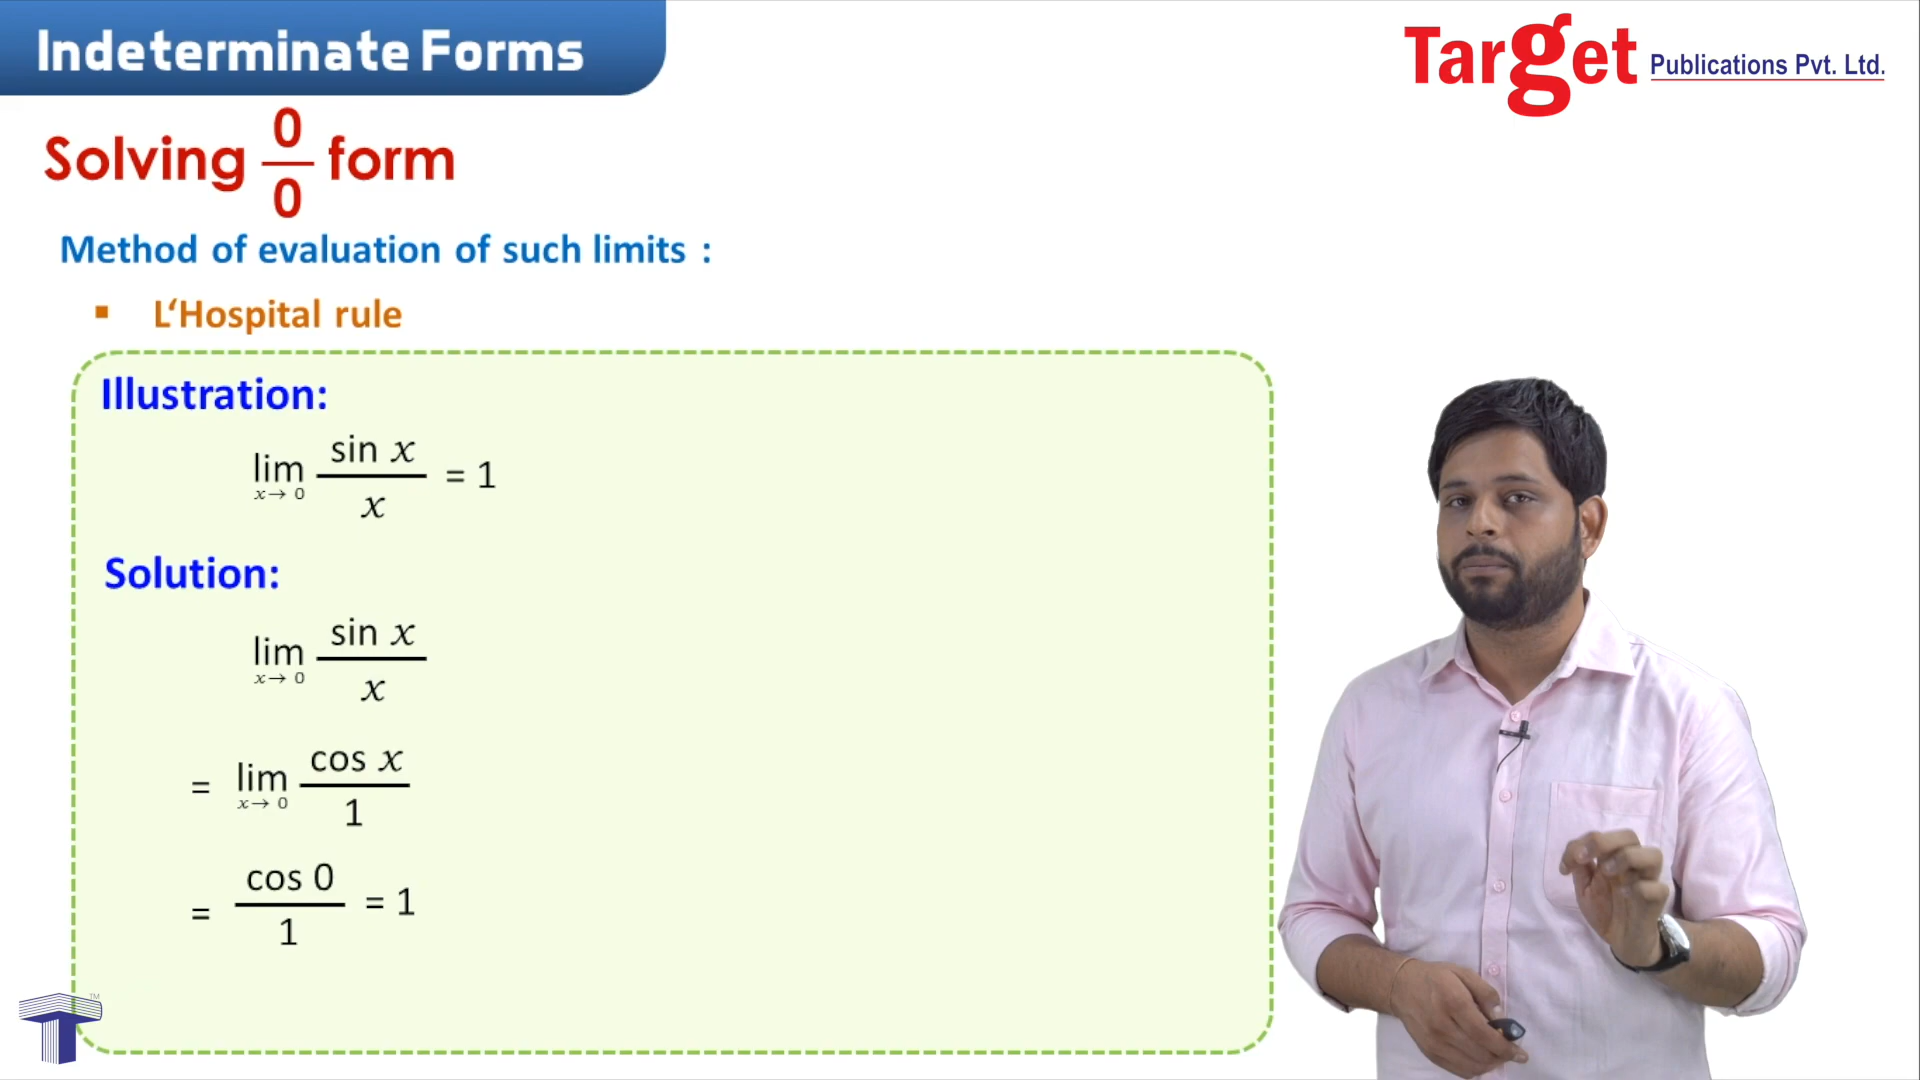 Indeterminate Forms
Target Publications Pvt. Ltd.
Solving 0/0 form
Method of evaluation of such limits :
▪ L‘Hospital rule
Illustration:
lim x→0 sin x / x = 1
Solution:
lim x→0 sin x / x
= lim x→0 cos x / 1
= cos 0 / 1 = 1
TM